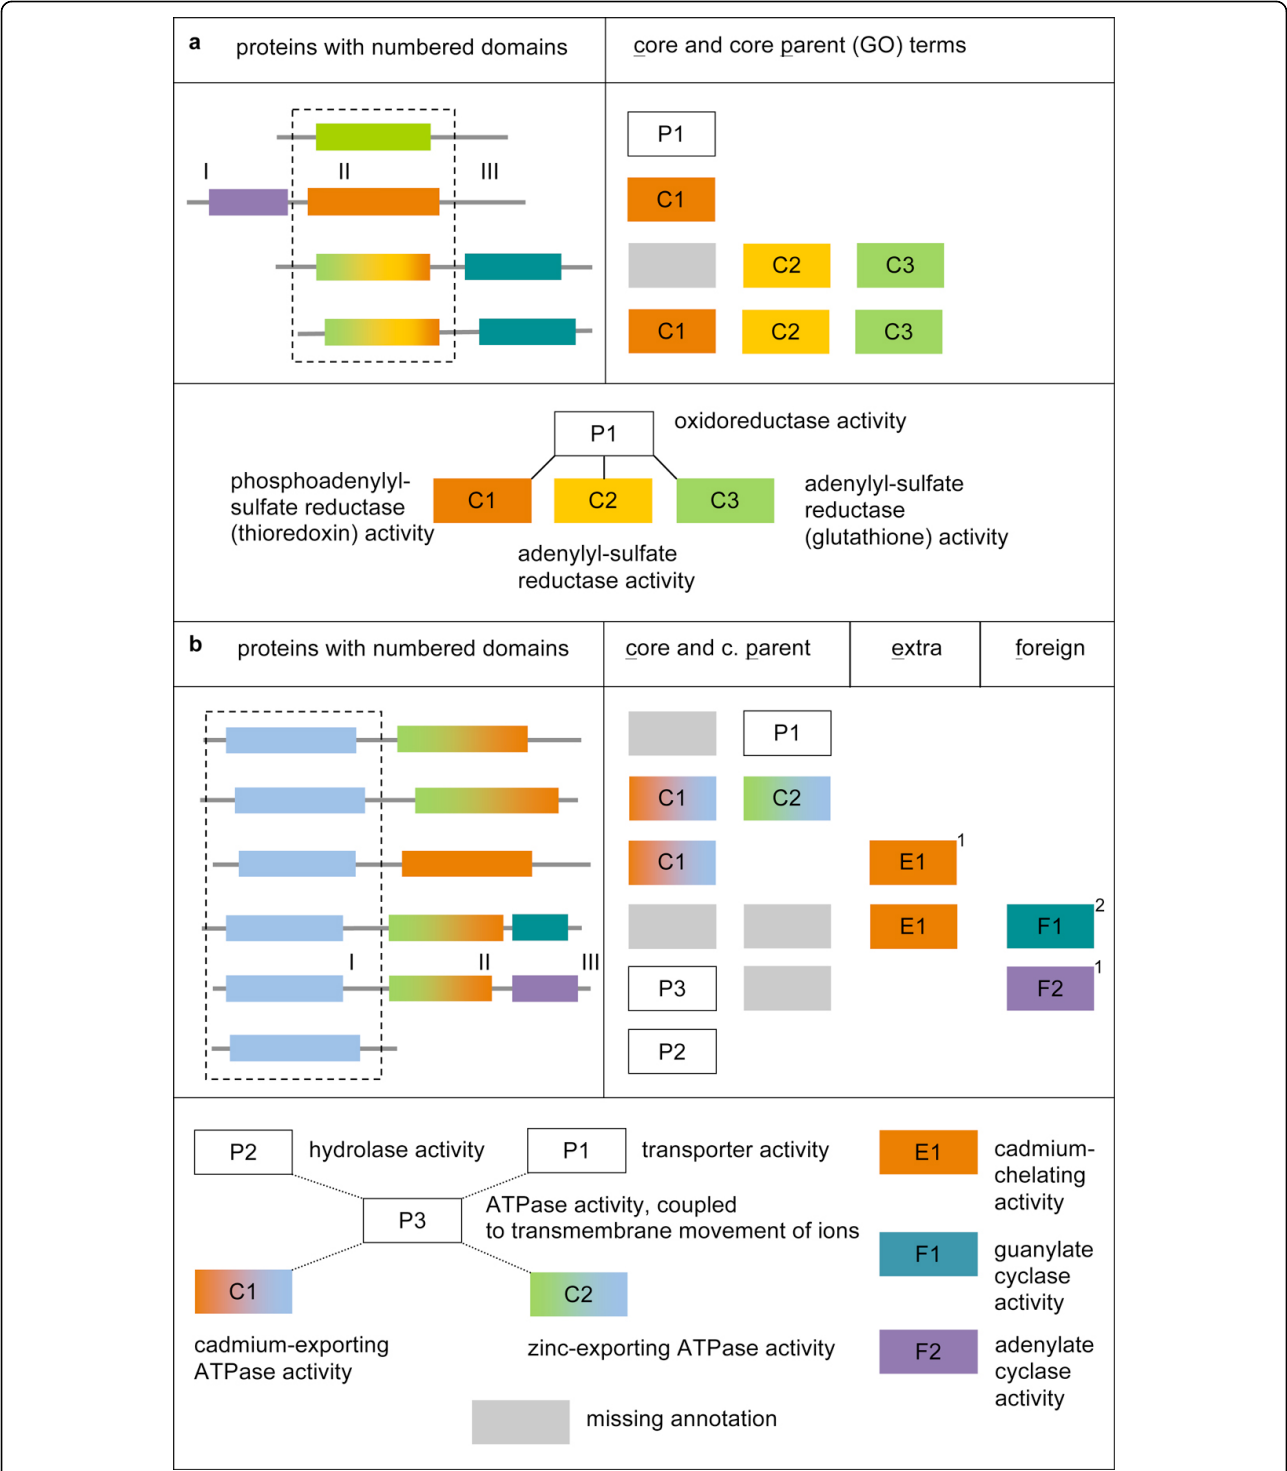 a proteins with numbered domains
core and core parent (GO) terms
P1
I II III
C1
C2 C3
C1 C2 C3
P1 oxidoreductase activity
phosphoadenylyl-
sulfate reductase
(thioredoxin) activity
C1 C2 C3
adenylyl-sulfate
reductase
(glutathione) activity
adenylyl-sulfate
reductase activity
b proteins with numbered domains
core and c. parent
extra
foreign
P1
C1 C2
C1 E1 1
E1 F1 2
I II III
P3 F2 1
P2
P2 hydrolase activity
P1 transporter activity
P3 ATPase activity, coupled
to transmembrane movement of ions
C1
cadmium-exporting
ATPase activity
C2
zinc-exporting ATPase activity
E1 cadmium-
chelating
activity
F1 guanylate
cyclase
activity
F2 adenylate
cyclase
activity
missing annotation